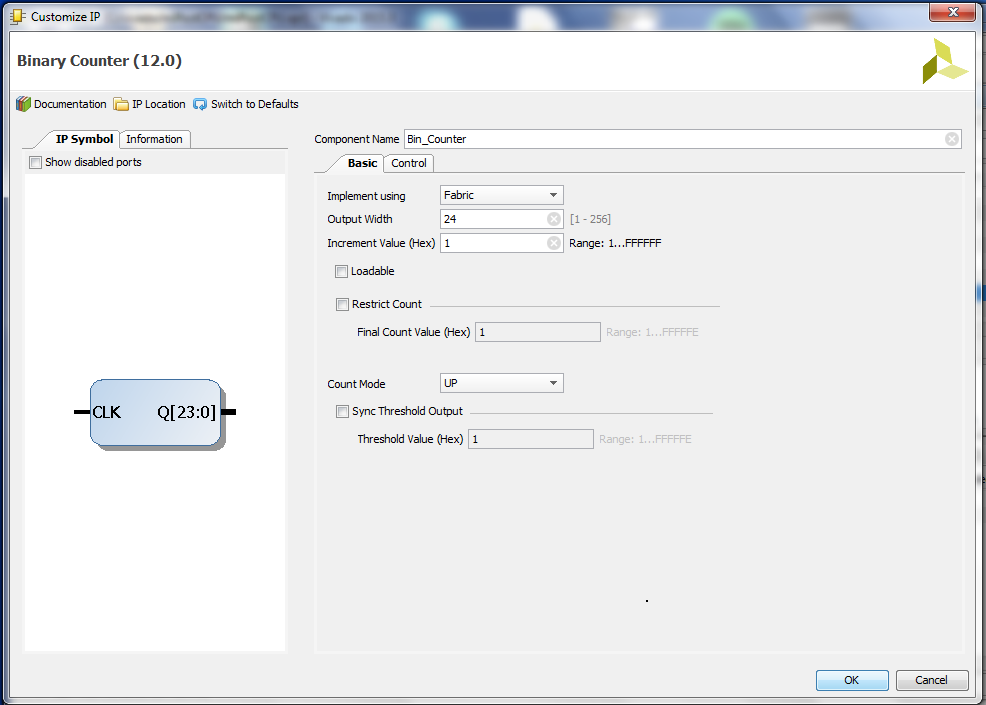 Customize IP
Binary Counter (12.0)
Documentation IP Location Switch to Defaults
IP Symbol Information
Show disabled ports
CLK Q[23:0]
Component Name Bin_Counter
Basic Control
Implement using Fabric
Output Width 24 [1 - 256]
Increment Value (Hex) 1 Range: 1...FFFFFF
Loadable
Restrict Count
Final Count Value (Hex) 1 Range: 1...FFFFFE
Count Mode UP
Sync Threshold Output
Threshold Value (Hex) 1 Range: 1...FFFFFE
OK Cancel